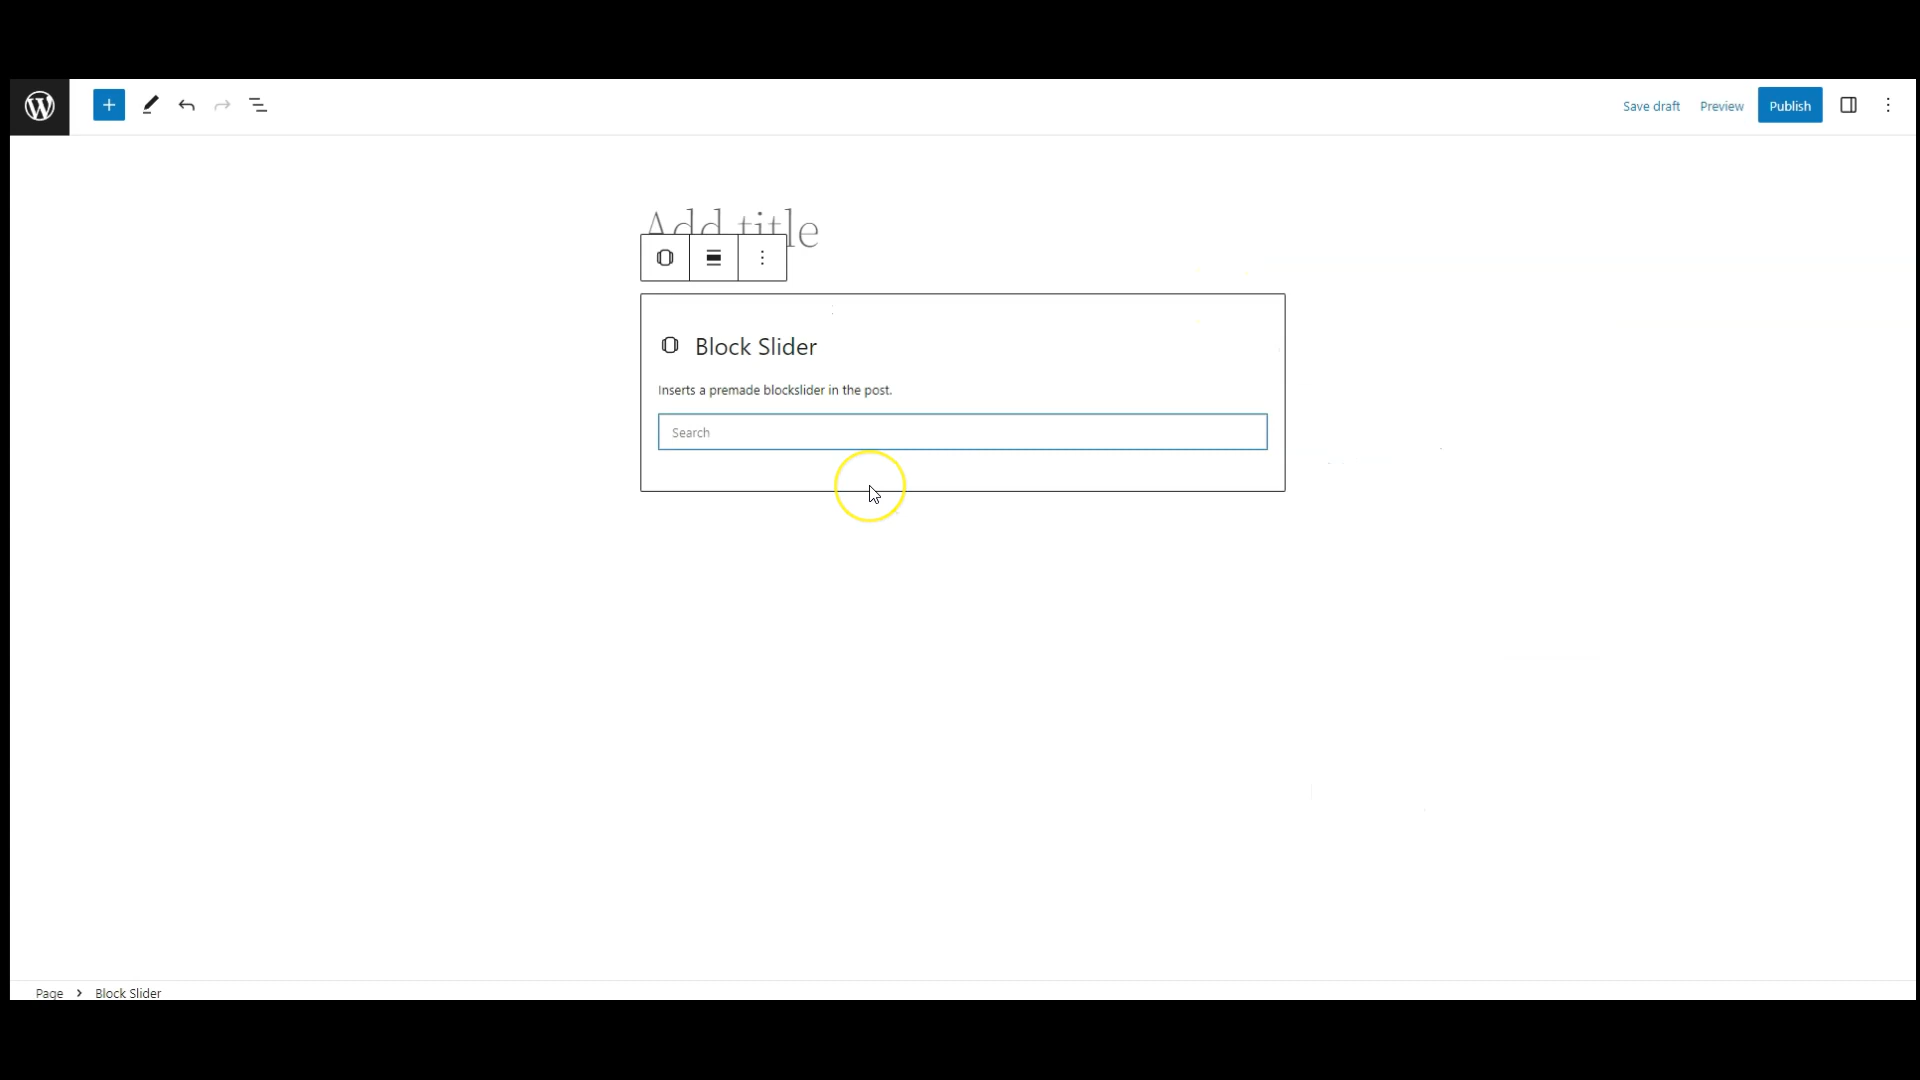 Save draft Preview Publish
Add title
Block Slider
Inserts a premade blockslider in the post.
Search
Page > Block Slider